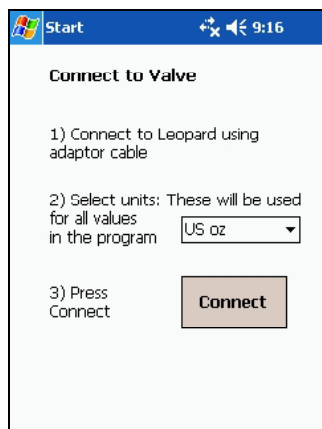 Start 9:16
Connect to Valve
1) Connect to Leopard using
adaptor cable
2) Select units: These will be used
for all values
in the program
US oz
3) Press
Connect
Connect